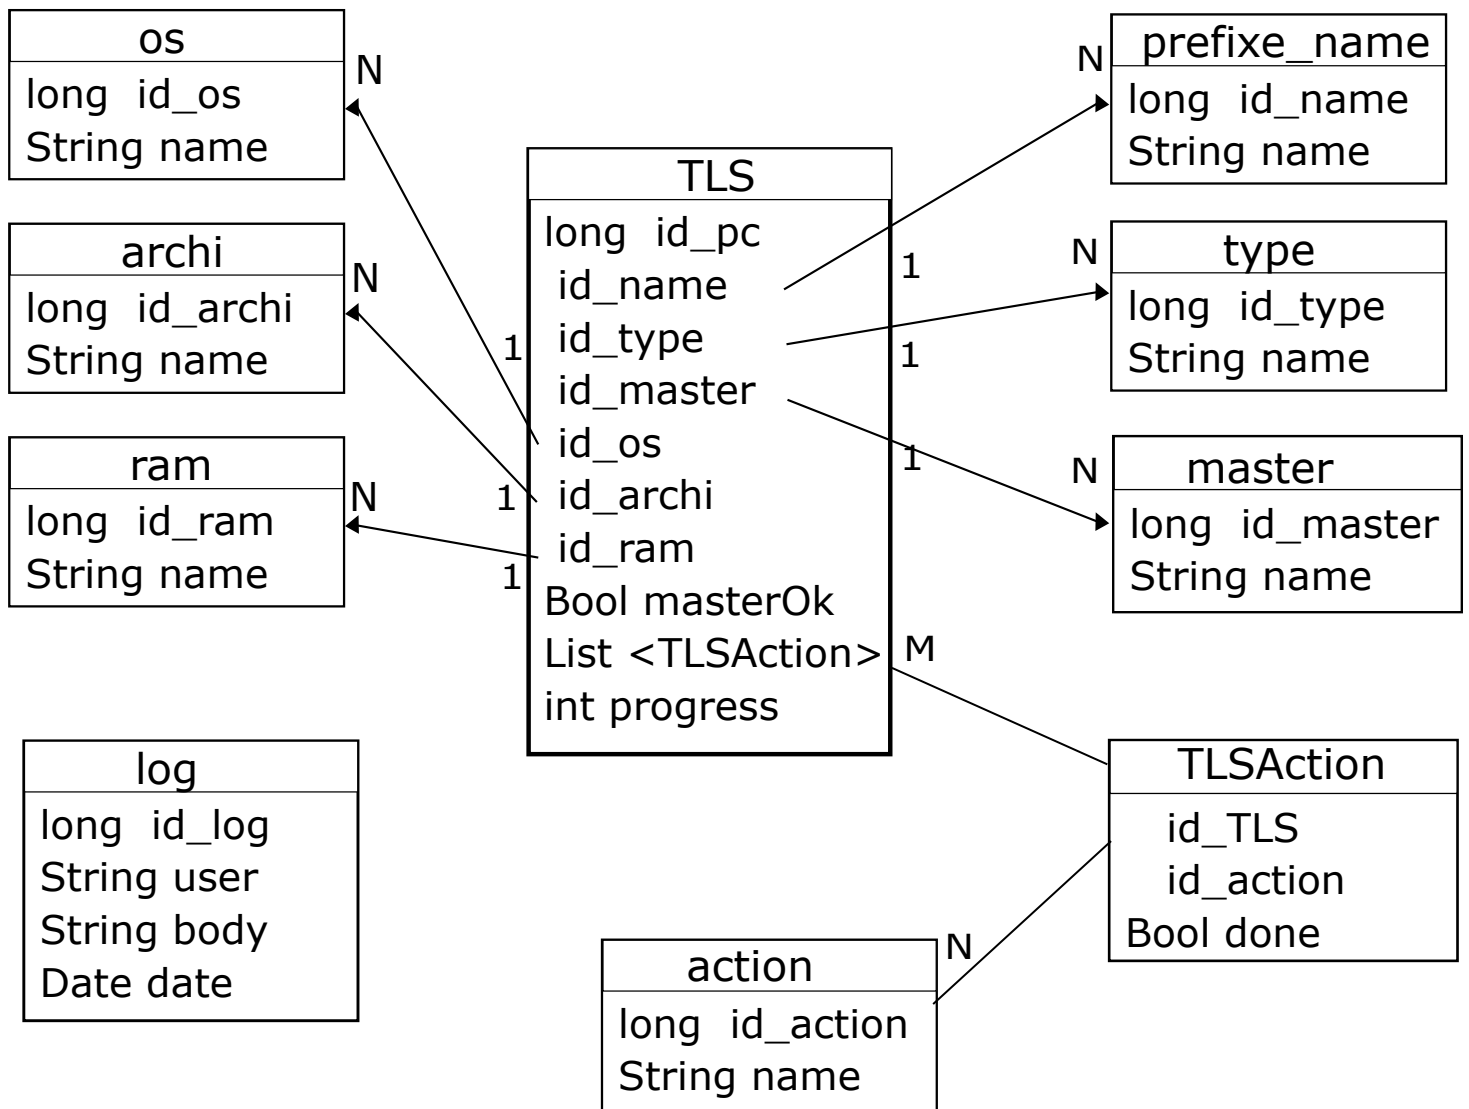 os
long id_os
String name
N
archi
long id_archi
String name
N
ram
long id_ram
String name
N
log
long id_log
String user
String body
Date date
TLS
long id_pc
id_name
id_type
id_master
id_os
id_archi
id_ram
Bool masterOk
List <TLSAction>
int progress
1
1
1
1
1
1
M
prefixe_name
long id_name
String name
N
type
long id_type
String name
N
master
long id_master
String name
N
TLSAction
id_TLS
id_action
Bool done
action
long id_action
String name
N